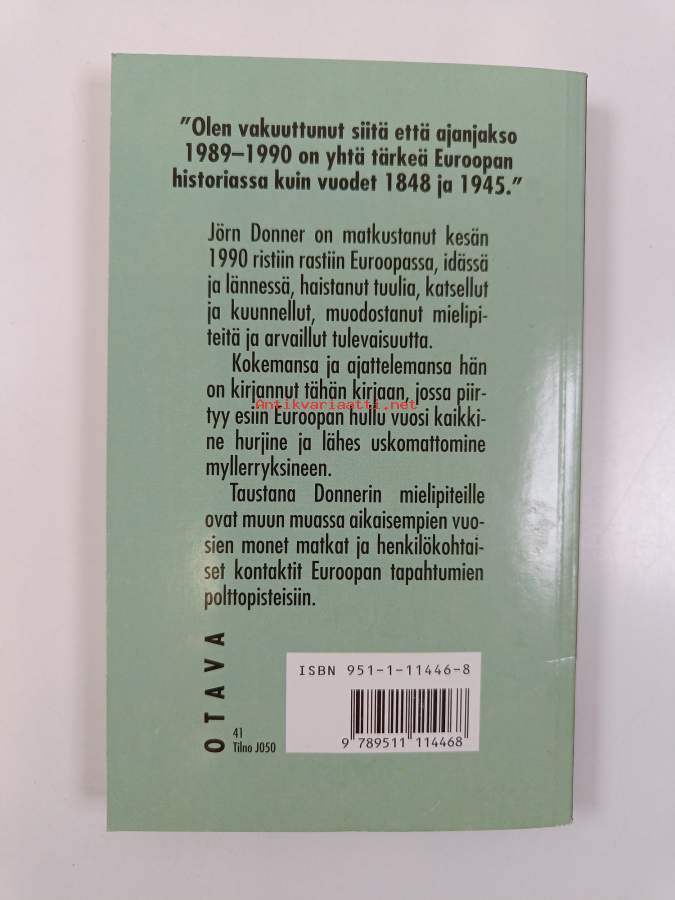 "Olen vakuuttunut siitä että ajanjakso
1989–1990 on yhtä tärkeä Euroopan
historiassa kuin vuodet 1848 ja 1945."
Jörn Donner on matkustanut kesän
1990 ristiin rastiin Euroopassa, idässä
ja lännessä, haistanut tuulia, katsellut
ja kuunnellut, muodostanut mielipi-
teitä ja arvaillut tulevaisuutta.
Kokemansa ja ajattelemansa hän
on kirjannut tähän kirjaan, jossa piir-
Antikvariaatti.net
tyy esiin Euroopan hullu vuosi kaikki-
ne hurjine ja lähes uskomattomine
myllerryksineen.
Taustana Donnerin mielipiteille
ovat muun muassa aikaisempien vuo-
sien monet matkat ja henkilökohtai-
set kontaktit Euroopan tapahtumien
polttopisteisiin.
OTAVA
41
Tilno J050
ISBN 951-1-11446-8
9 789511 114468